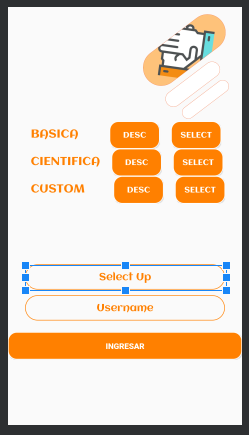 BASICA DESC SELECT
CIENTIFICA DESC SELECT
CUSTOM DESC SELECT
Select Up
Username
INGRESAR